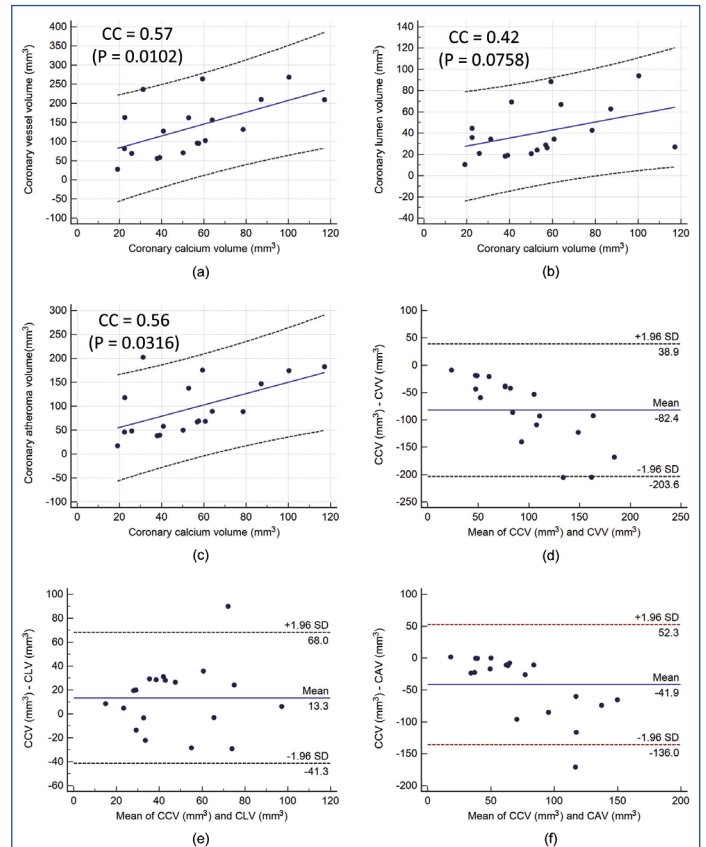 CC = 0.57
(P = 0.0102)
Coronary vessel volume (mm³)
400
350
300
250
200
150
100
50
0
-50
-100
0 20 40 60 80 100 120
Coronary calcium volume (mm³)
(a)
CC = 0.42
(P = 0.0758)
Coronary lumen volume (mm³)
140
120
100
80
60
40
20
0
-20
-40
0 20 40 60 80 100 120
Coronary calcium volume (mm³)
(b)
CC = 0.56
(P = 0.0316)
Coronary atheroma volume(mm³)
300
250
200
150
100
50
0
-50
-100
0 20 40 60 80 100 120
Coronary calcium volume (mm³)
(c)
CCV (mm³) - CVV (mm³)
100
50
0
-50
-100
-150
-200
-250
+1.96 SD
38.9
Mean
-82.4
-1.96 SD
-203.6
0 50 100 150 200 250
Mean of CCV (mm³) and CVV (mm³)
(d)
CCV (mm³) - CLV (mm³)
100
80
60
40
20
0
-20
-40
-60
+1.96 SD
68.0
Mean
13.3
-1.96 SD
-41.3
0 20 40 60 80 100 120
Mean of CCV (mm³) and CLV (mm³)
(e)
CCV (mm³) - CAV (mm³)
100
50
0
-50
-100
-150
-200
+1.96 SD
52.3
Mean
-41.9
-1.96 SD
-136.0
0 50 100 150 200
Mean of CCV (mm³) and CAV (mm³)
(f)